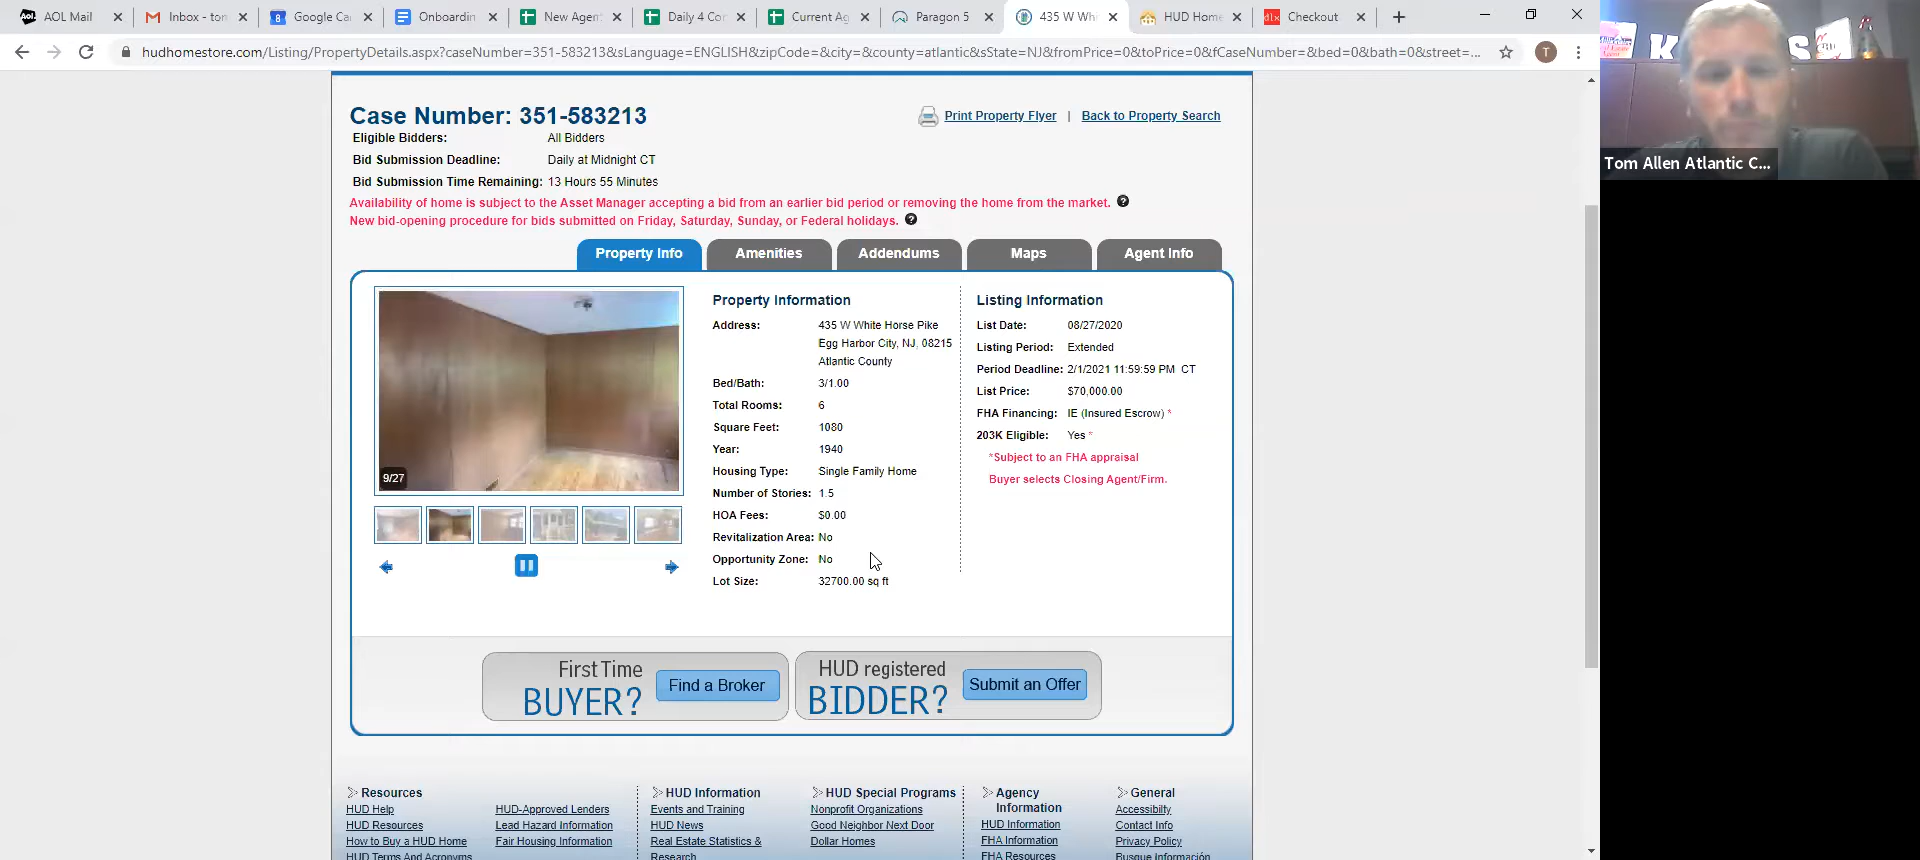 AOL Mail
Inbox - ton
Google Ca
Onboardin
New Agen
Daily 4 Cor
Current Ag
Paragon 5
435 W Wh
HUD Home
Checkout
hudhomestore.com/Listing/PropertyDetails.aspx?caseNumber=351-583213&sLanguage=ENGLISH&zipCode=&city=&county=atlantic&sState=NJ&fromPrice=0&toPrice=0&fCaseNumber=&bed=0&bath=0&street=...
T
Case Number: 351-583213
Print Property Flyer | Back to Property Search
Eligible Bidders: All Bidders
Bid Submission Deadline: Daily at Midnight CT
Bid Submission Time Remaining: 13 Hours 55 Minutes
Availability of home is subject to the Asset Manager accepting a bid from an earlier bid period or removing the home from the market. ?
New bid-opening procedure for bids submitted on Friday, Saturday, Sunday, or Federal holidays. ?
Property Info
Amenities
Addendums
Maps
Agent Info
9/27
Property Information
Address: 435 W White Horse Pike
Egg Harbor City, NJ, 08215
Atlantic County
Bed/Bath: 3/1.00
Total Rooms: 6
Square Feet: 1080
Year: 1940
Housing Type: Single Family Home
Number of Stories: 1.5
HOA Fees: $0.00
Revitalization Area: No
Opportunity Zone: No
Lot Size: 32700.00 sq ft
Listing Information
List Date: 08/27/2020
Listing Period: Extended
Period Deadline: 2/1/2021 11:59:59 PM CT
List Price: $70,000.00
FHA Financing: IE (Insured Escrow) *
203K Eligible: Yes *
*Subject to an FHA appraisal
Buyer selects Closing Agent/Firm.
First Time
BUYER?
Find a Broker
HUD registered
BIDDER?
Submit an Offer
Resources
HUD Help
HUD Resources
How to Buy a HUD Home
HUD Terms And Acronyms
HUD-Approved Lenders
Lead Hazard Information
Fair Housing Information
HUD Information
Events and Training
HUD News
Real Estate Statistics &
Research
HUD Special Programs
Nonprofit Organizations
Good Neighbor Next Door
Dollar Homes
Agency
Information
HUD Information
FHA Information
FHA Resources
General
Accessibilty
Contact Info
Privacy Policy
Busque Información
Tom Allen Atlantic C...